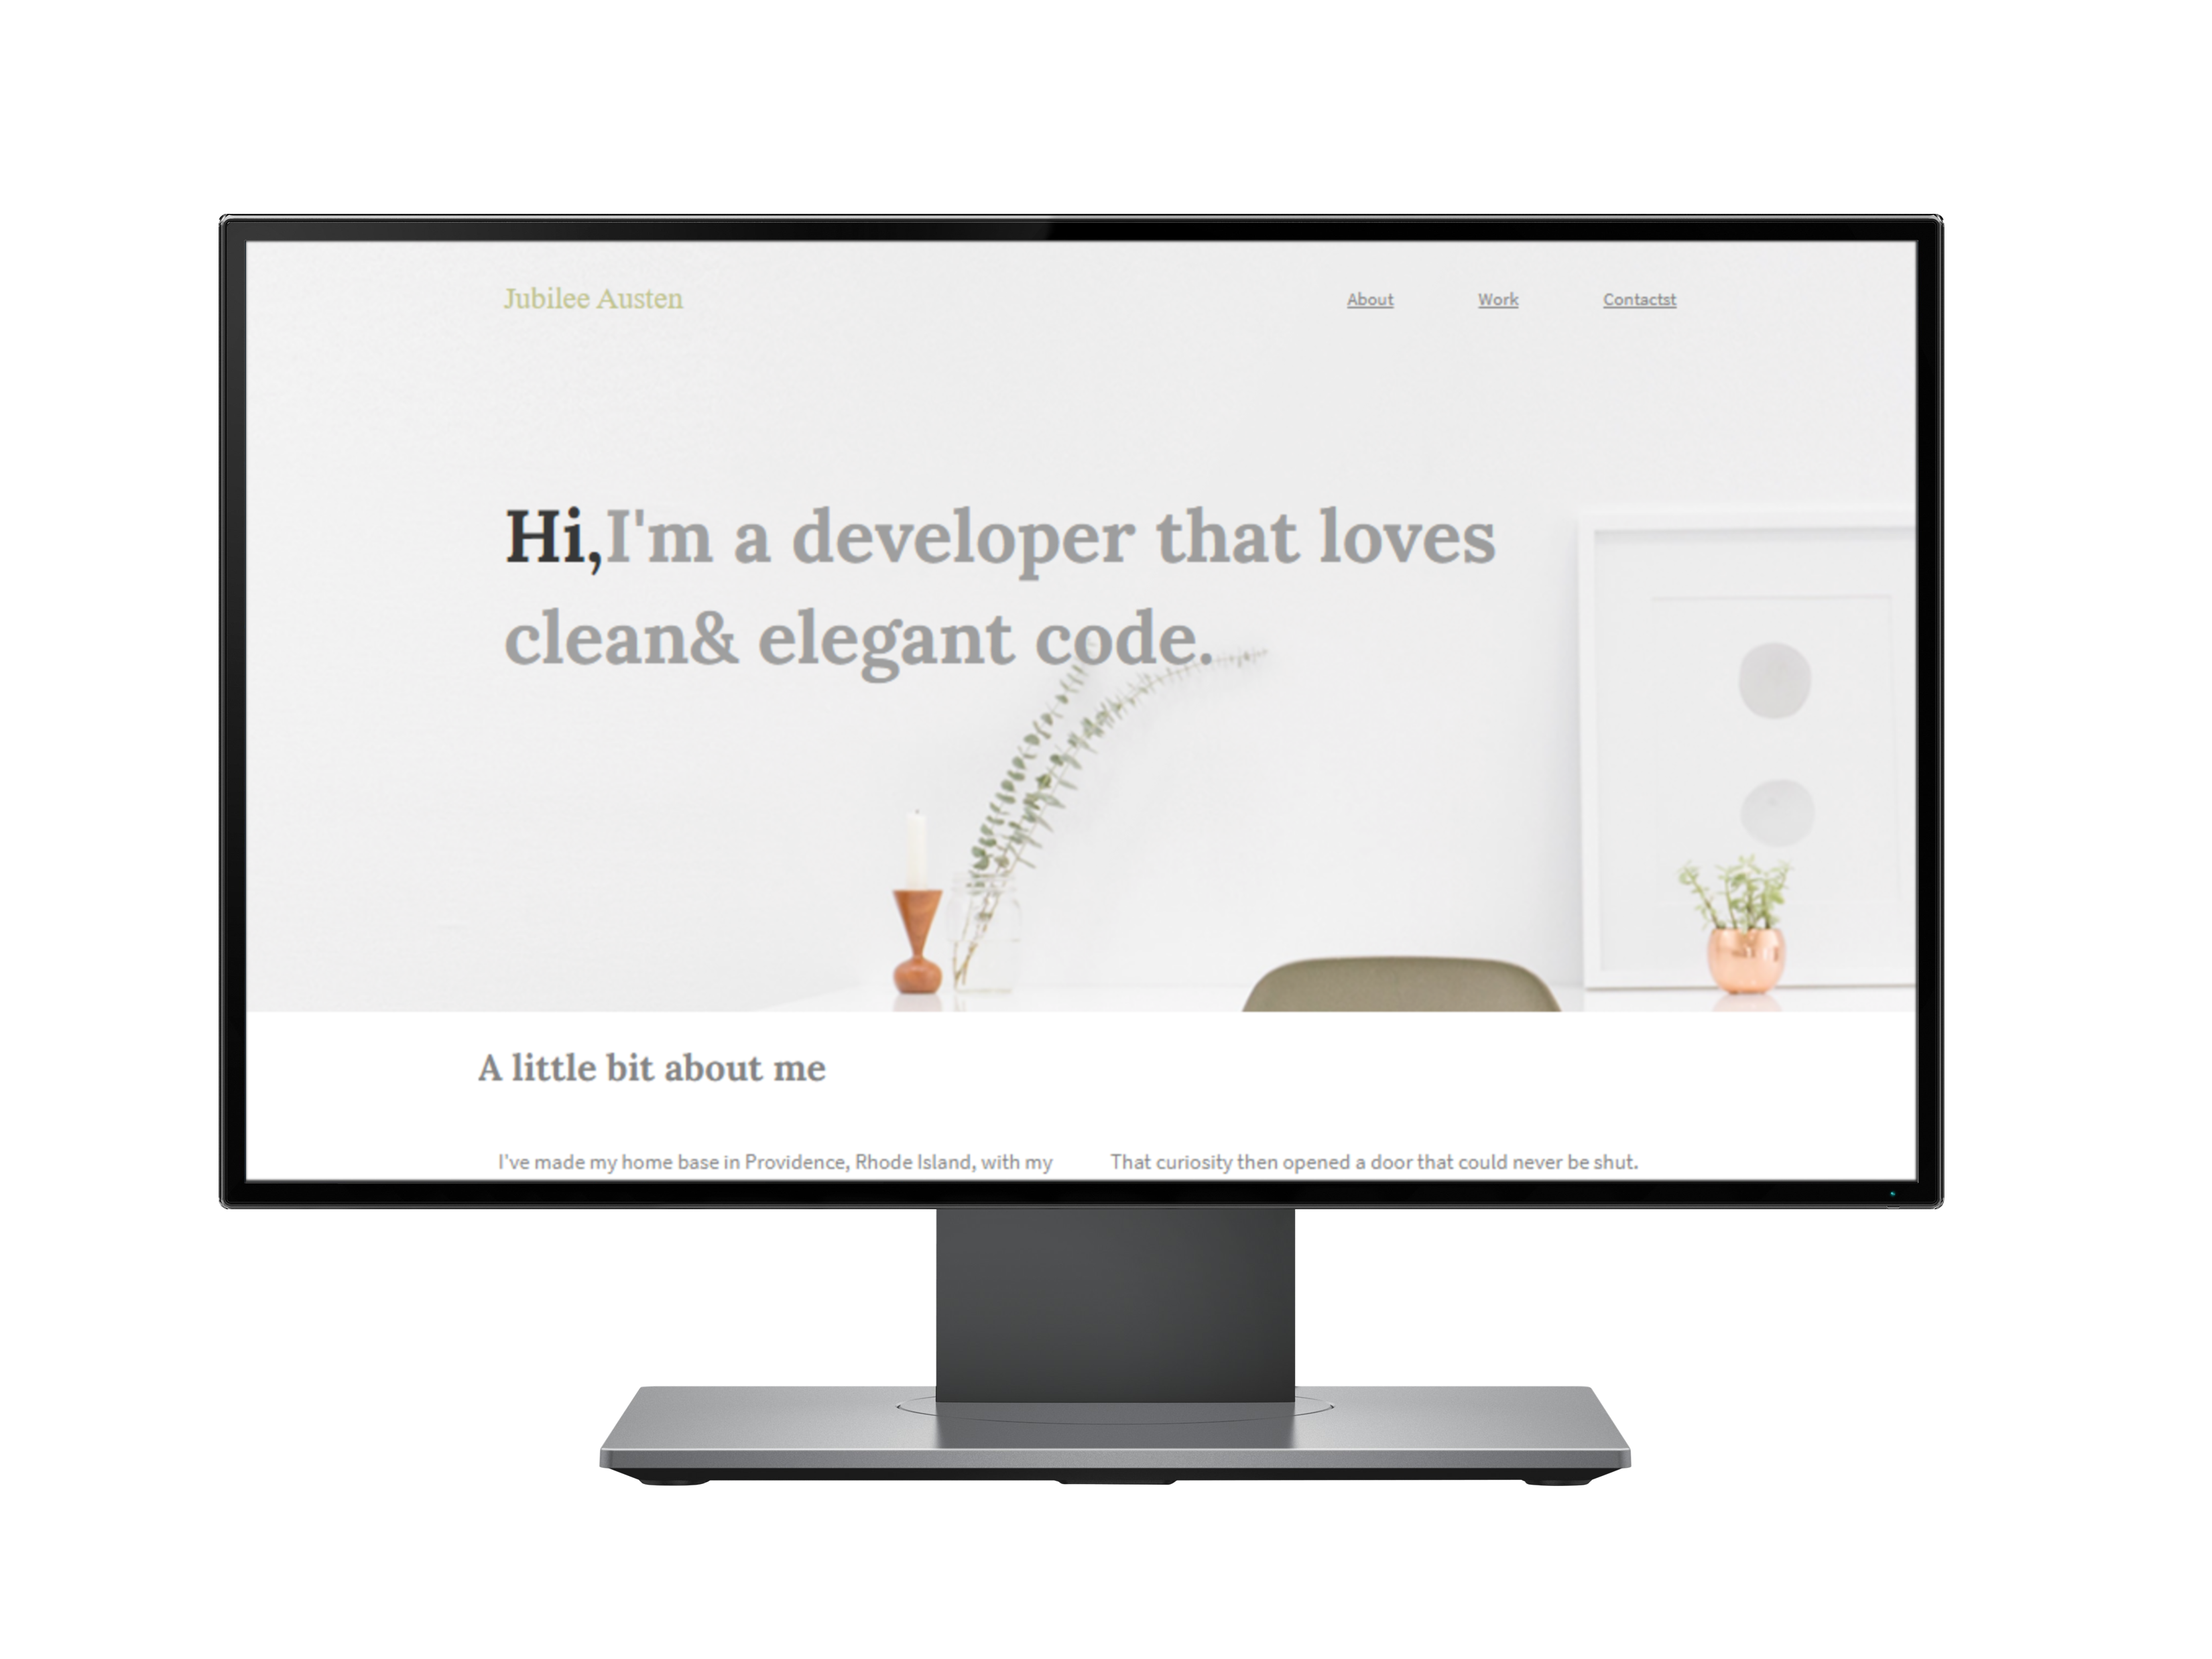 Jubilee Austen
About Work Contactst
Hi,I'm a developer that loves
clean& elegant code.
A little bit about me
I've made my home base in Providence, Rhode Island, with my
That curiosity then opened a door that could never be shut.